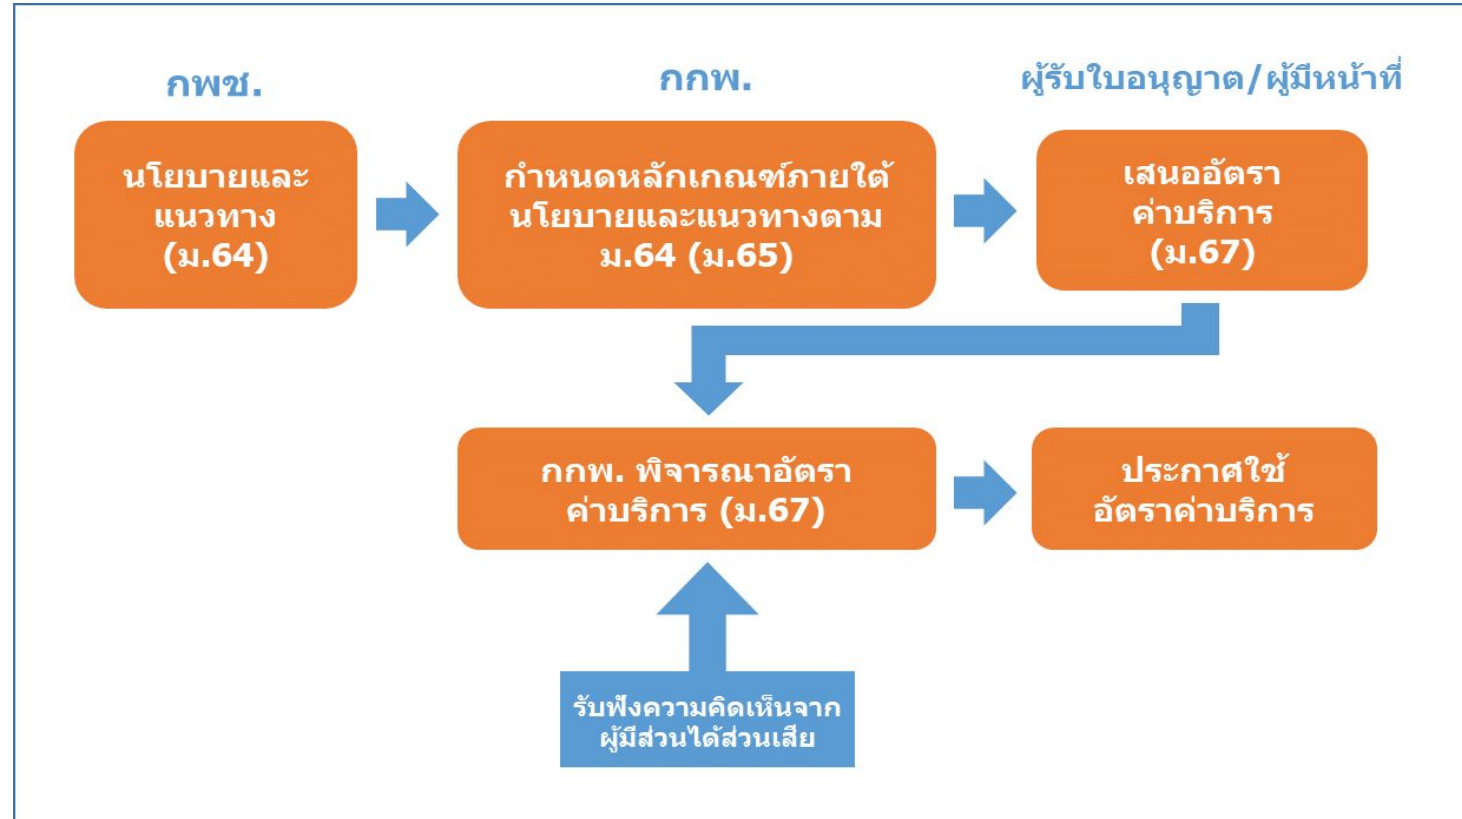 กพช.
กกพ.
ผู้รับใบอนุญาต/ผู้มีหน้าที่
นโยบายและ
แนวทาง
(ม.64)
กำหนดหลักเกณฑ์ภายใต้
นโยบายและแนวทางตาม
ม.64 (ม.65)
เสนออัตรา
ค่าบริการ
(ม.67)
กกพ. พิจารณาอัตรา
ค่าบริการ (ม.67)
ประกาศใช้
อัตราค่าบริการ
รับฟังความคิดเห็นจาก
ผู้มีส่วนได้ส่วนเสีย